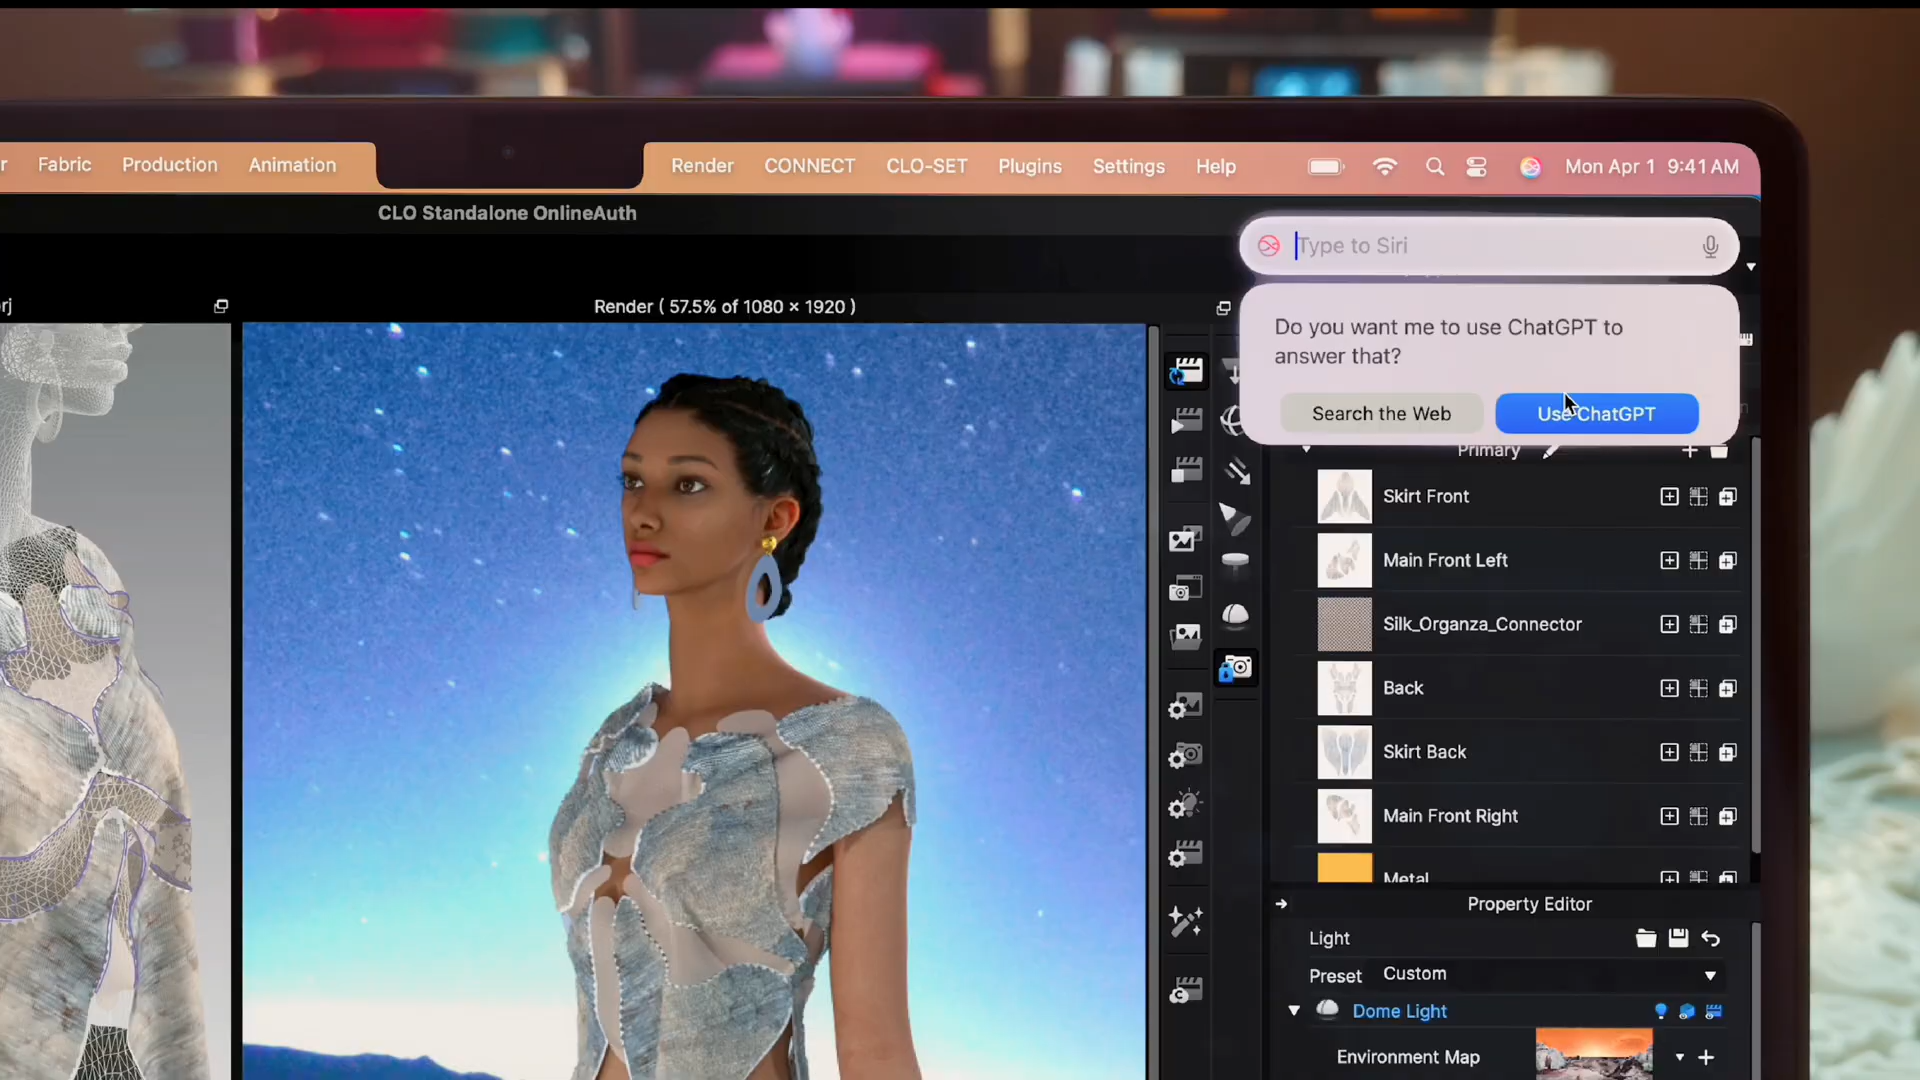 Fabric Production Animation Render CONNECT CLO-SET Plugins Settings Help Mon Apr 1 9:41 AM
CLO Standalone OnlineAuth
Type to Siri
Render ( 57.5% of 1080 × 1920 )
Do you want me to use ChatGPT to
answer that?
Search the Web Use ChatGPT
Primary
Skirt Front
Main Front Left
Silk_Organza_Connector
Back
Skirt Back
Main Front Right
Metal
Property Editor
Light
Preset Custom
Dome Light
Environment Map